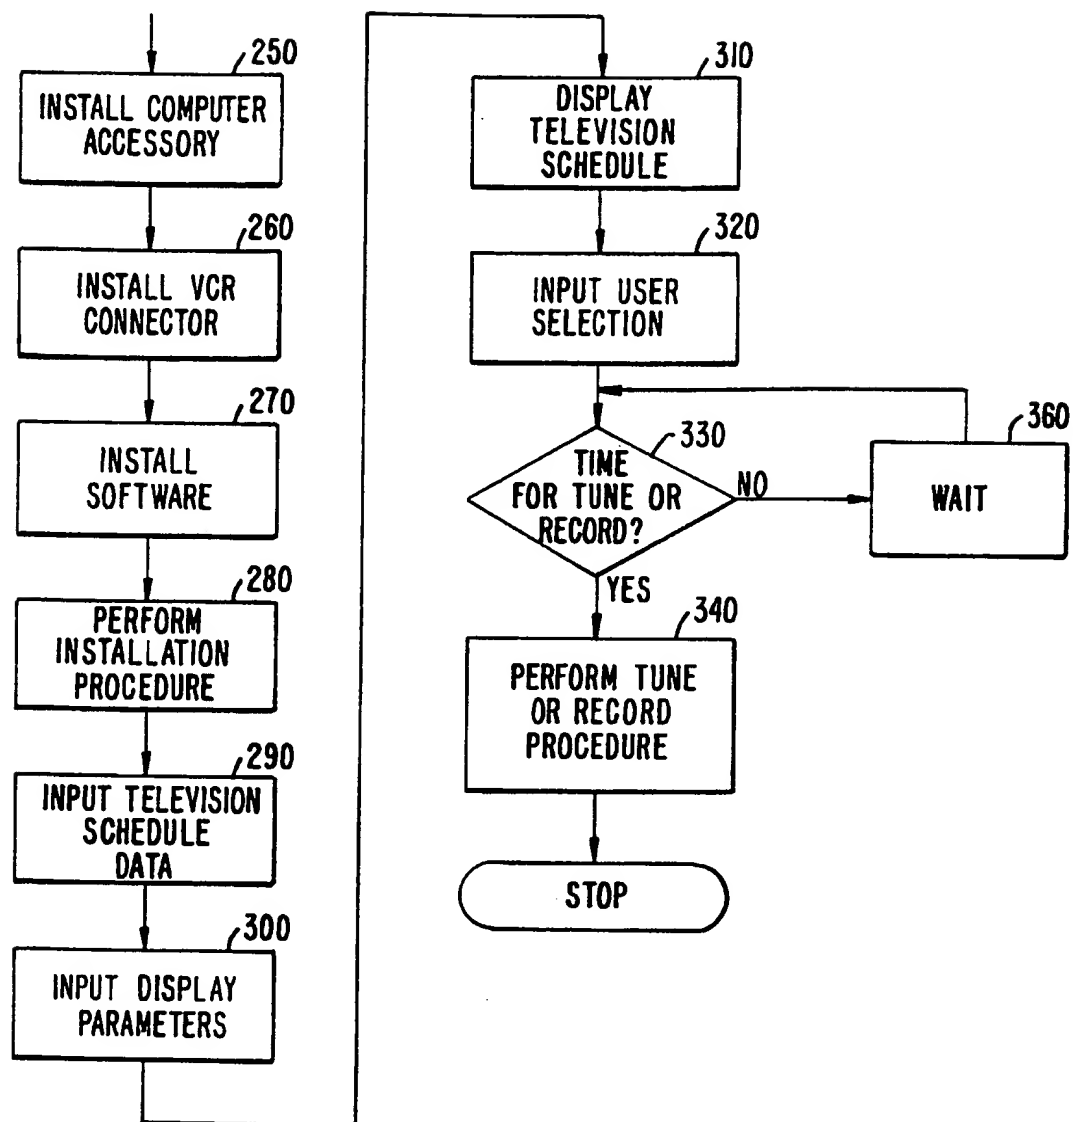 250
INSTALL COMPUTER
ACCESSORY
260
INSTALL VCR
CONNECTOR
270
INSTALL
SOFTWARE
280
PERFORM
INSTALLATION
PROCEDURE
290
INPUT TELEVISION
SCHEDULE
DATA
300
INPUT DISPLAY
PARAMETERS
310
DISPLAY
TELEVISION
SCHEDULE
320
INPUT USER
SELECTION
330
TIME
FOR TUNE OR
RECORD?
NO
360
WAIT
YES
340
PERFORM TUNE
OR RECORD
PROCEDURE
STOP